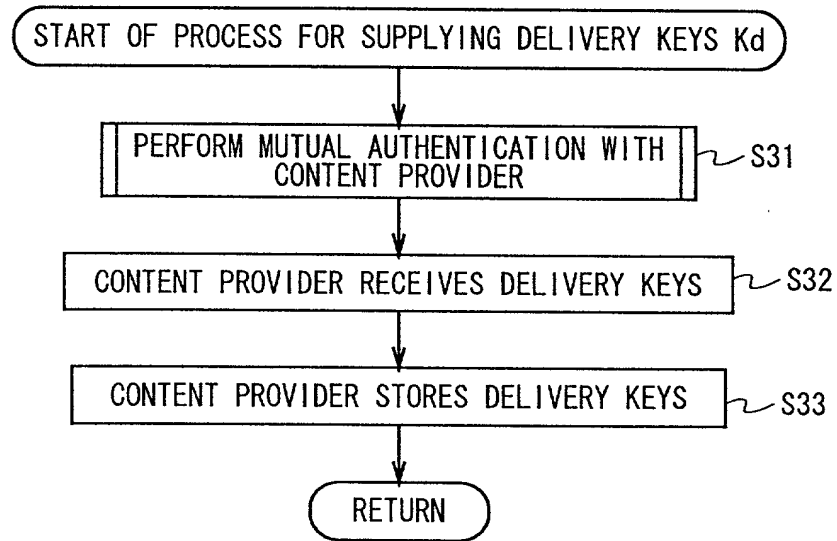 START OF PROCESS FOR SUPPLYING DELIVERY KEYS Kd
PERFORM MUTUAL AUTHENTICATION WITH
CONTENT PROVIDER
S31
CONTENT PROVIDER RECEIVES DELIVERY KEYS
S32
CONTENT PROVIDER STORES DELIVERY KEYS
S33
RETURN